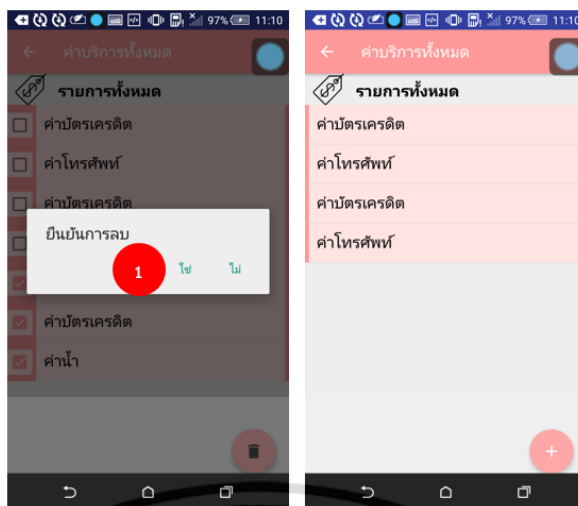 97% 11:10
ค่าบริการทั้งหมด
รายการทั้งหมด
ค่าบัตรเครดิต
ค่าโทรศัพท์
ค่าบัตรเครดิต
ยืนยันการลบ
1 ใช่ ไม่
ค่าบัตรเครดิต
ค่าน้ำ
97% 11:10
ค่าบริการทั้งหมด
รายการทั้งหมด
ค่าบัตรเครดิต
ค่าโทรศัพท์
ค่าบัตรเครดิต
ค่าโทรศัพท์